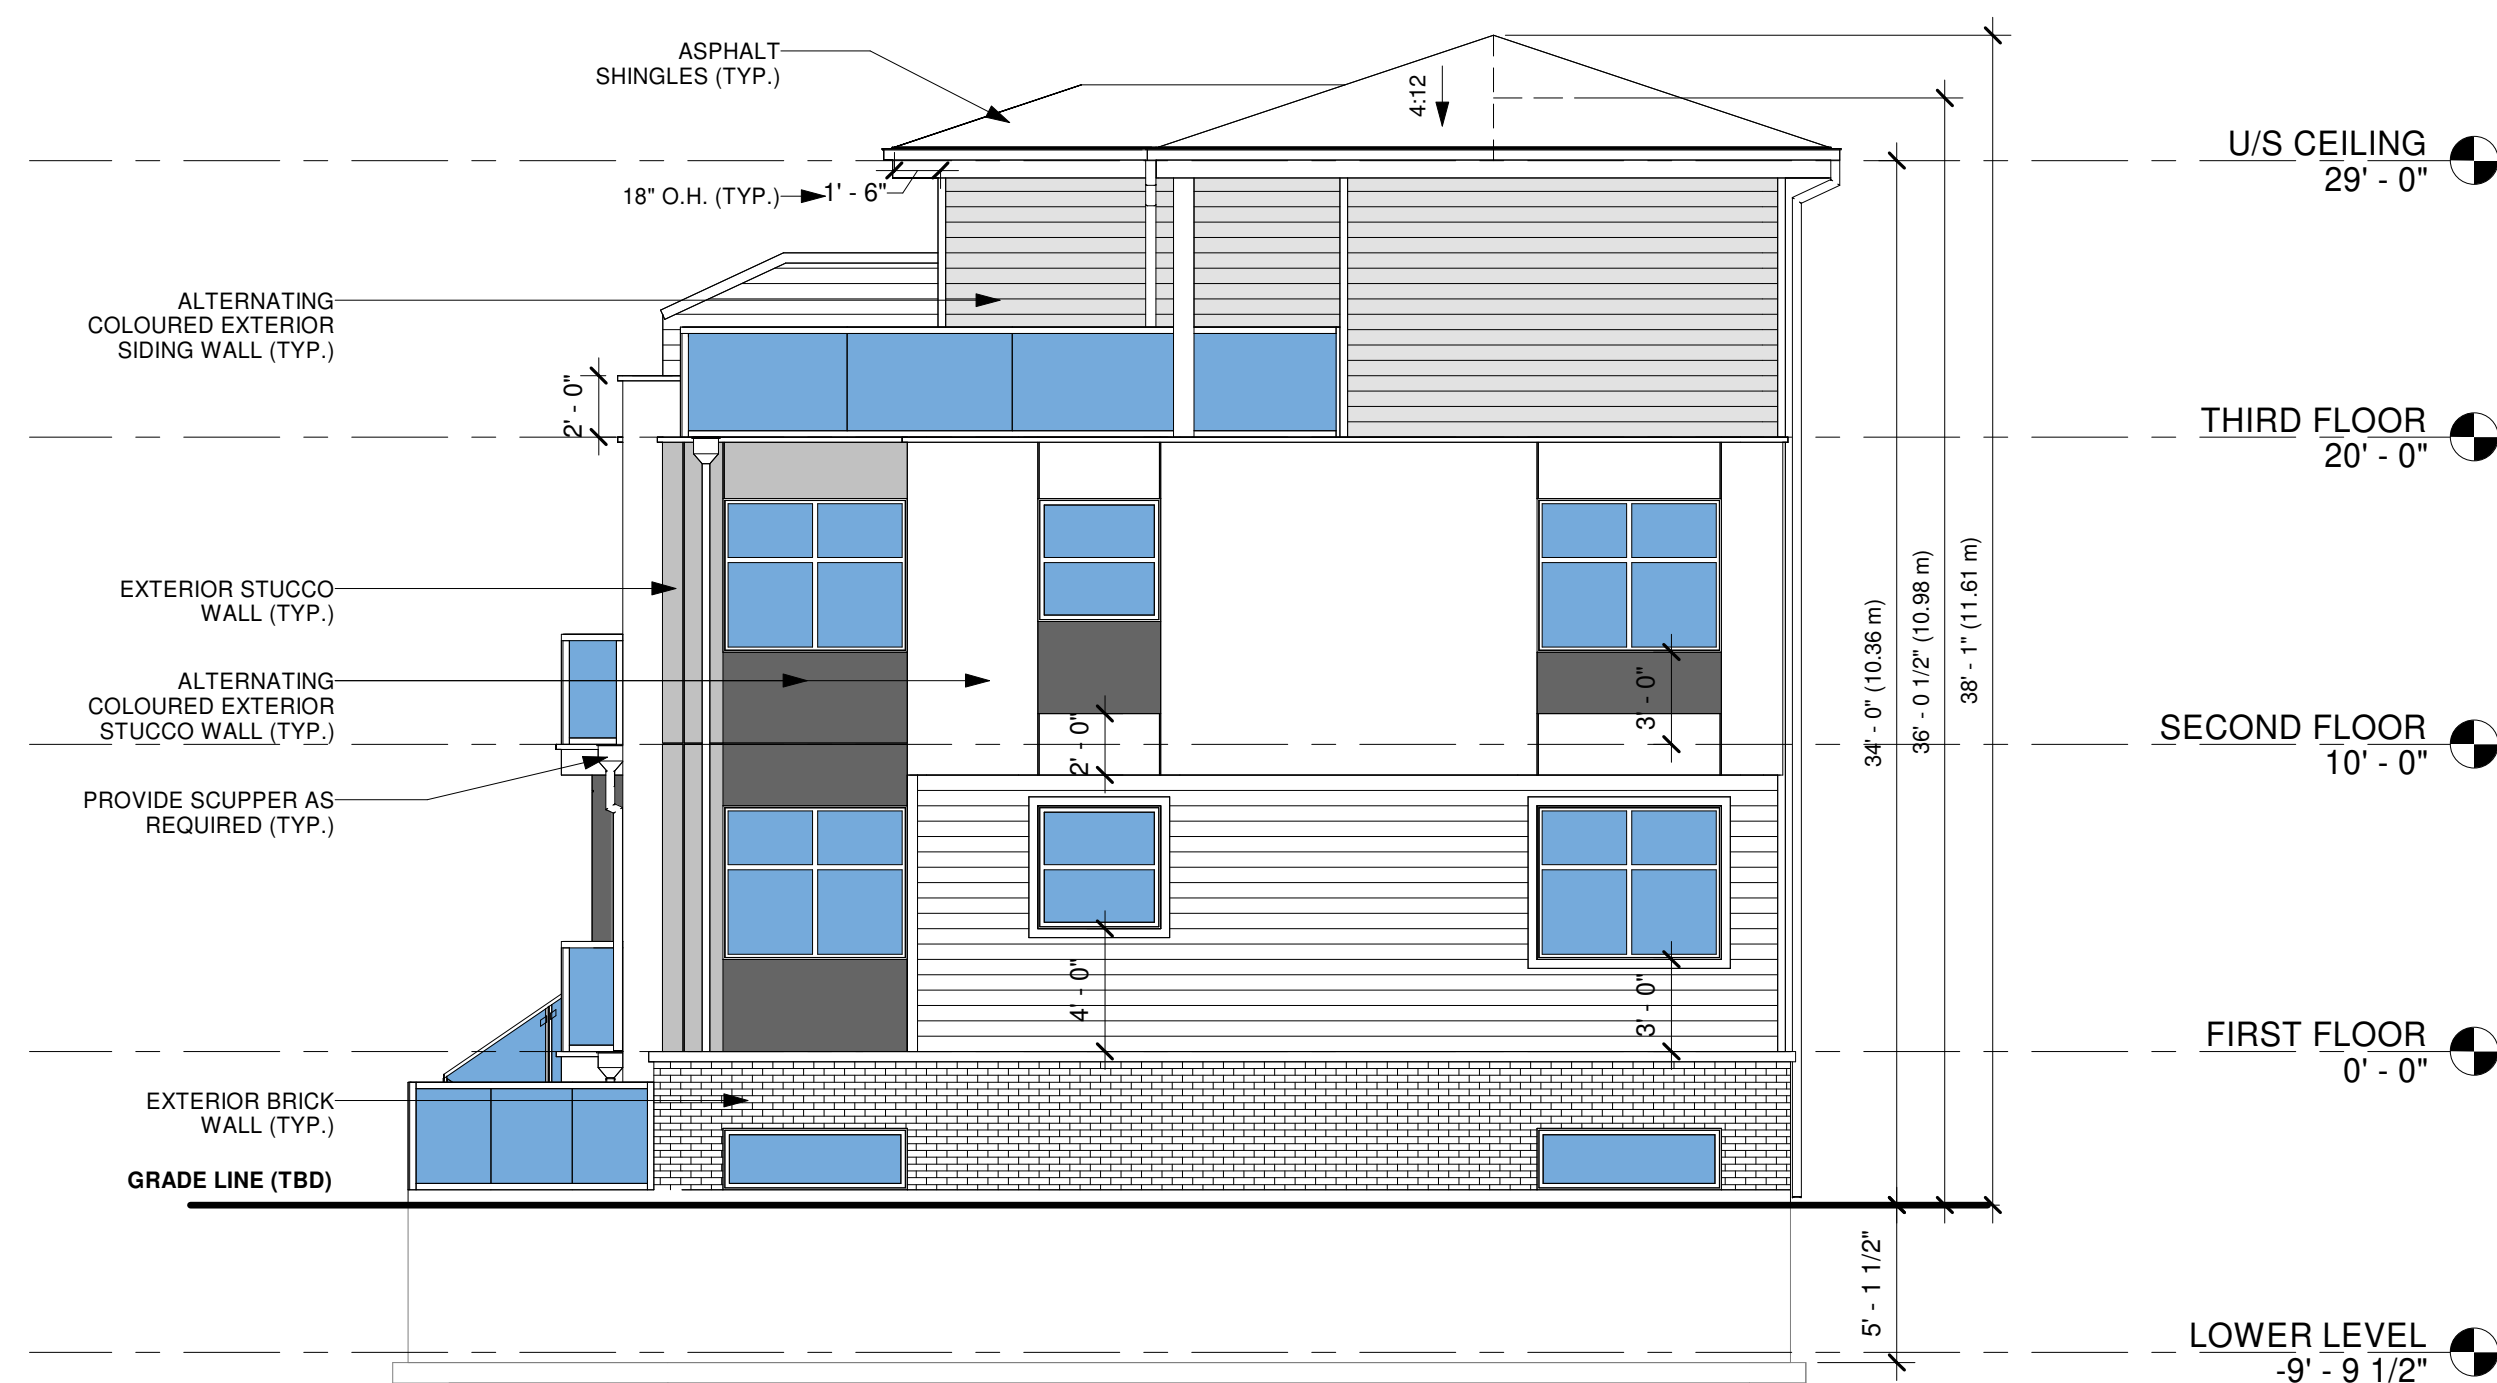 ASPHALT
SHINGLES (TYP.)
4:12
U/S CEILING
29' - 0"
18" O.H. (TYP.)
1' - 6"
ALTERNATING
COLOURED EXTERIOR
SIDING WALL (TYP.)
2' - 0"
THIRD FLOOR
20' - 0"
EXTERIOR STUCCO
WALL (TYP.)
34' - 0" (10.36 m)
36' - 0 1/2" (10.98 m)
38' - 1" (11.61 m)
ALTERNATING
COLOURED EXTERIOR
STUCCO WALL (TYP.)
2' - 0"
3' - 0"
SECOND FLOOR
10' - 0"
PROVIDE SCUPPER AS
REQUIRED (TYP.)
4' - 0"
3' - 0"
FIRST FLOOR
0' - 0"
EXTERIOR BRICK
WALL (TYP.)
GRADE LINE (TBD)
5' - 1 1/2"
LOWER LEVEL
-9' - 9 1/2"